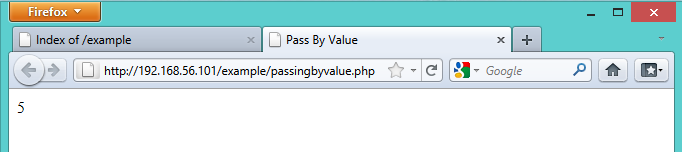 Firefox
Index of /example
Pass By Value
http://192.168.56.101/example/passingbyvalue.php
Google
5